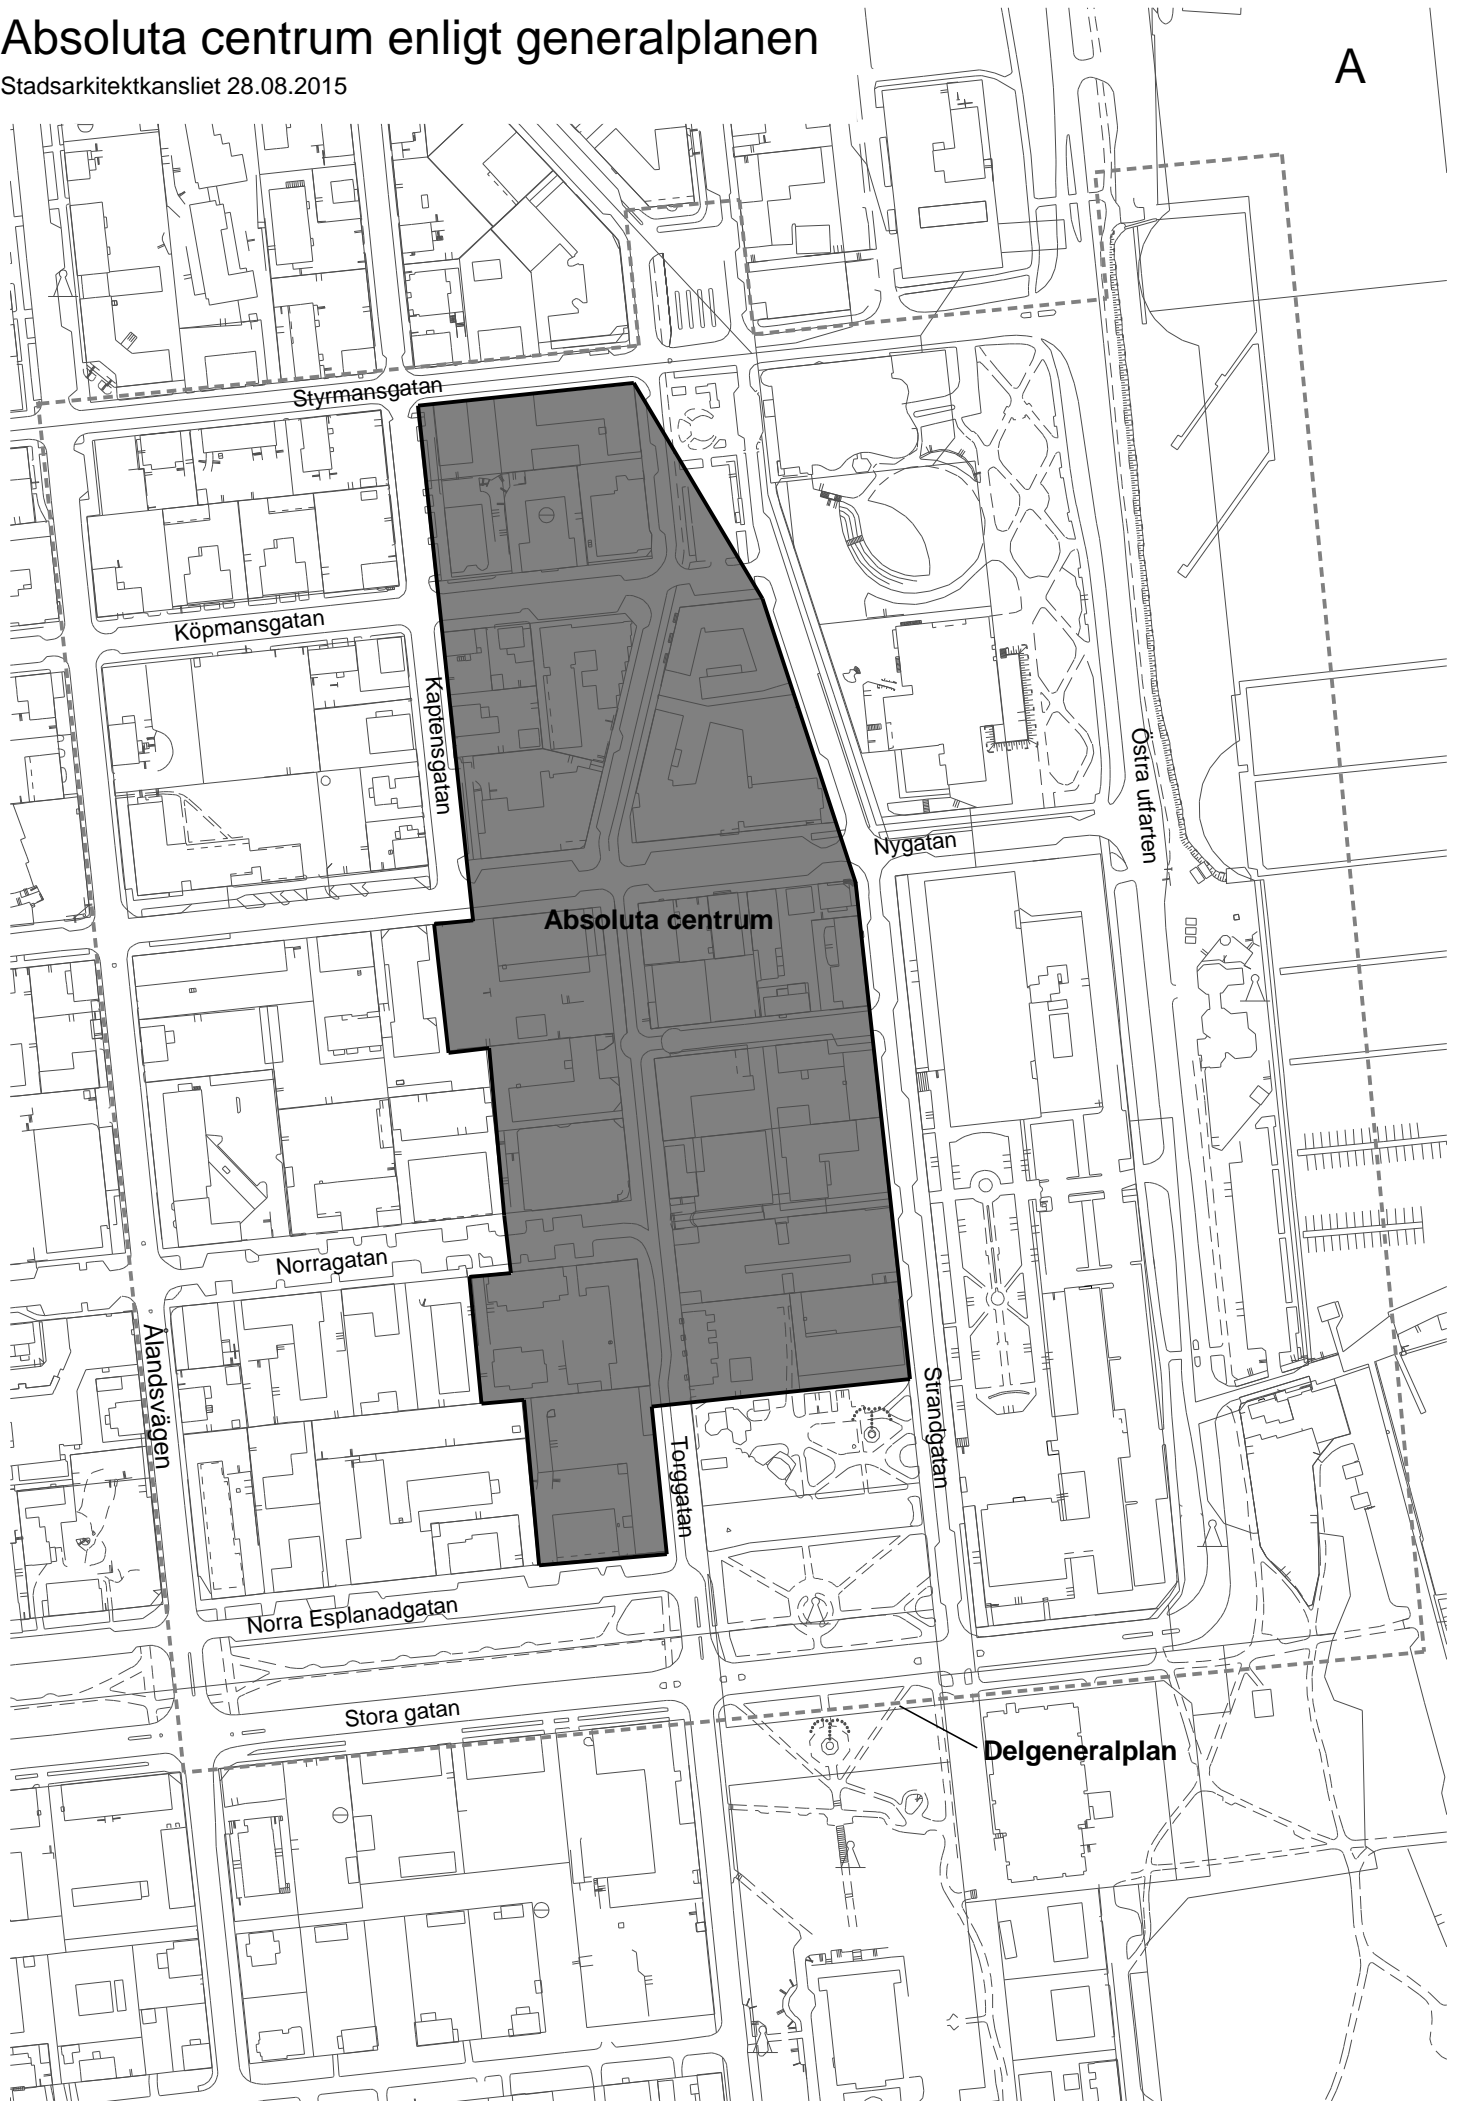 Absoluta centrum enligt generalplanen
Stadsarkitektkansliet 28.08.2015
A
Styrmansgatan
Köpmansgatan
Kaptensgatan
Östra utfarten
Nygatan
Absoluta centrum
Norragatan
Ålandsvägen
Strandgatan
Torggatan
Norra Esplanadgatan
Stora gatan
Delgeneralplan